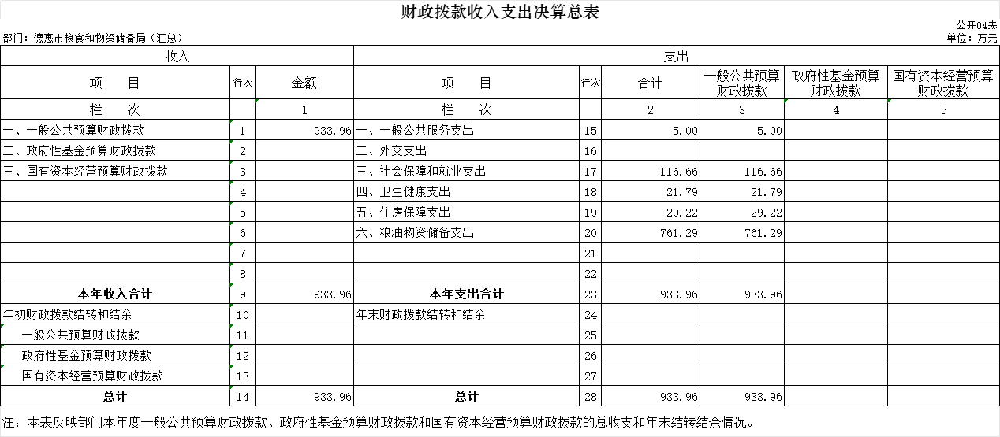 财政拨款收入支出决算总表
公开04表
部门：德惠市粮食和物资储备局（汇总） 单位：万元
收入 支出
项 目 行次 金额 项 目 行次 合计 一般公共预算财政拨款 政府性基金预算财政拨款 国有资本经营预算财政拨款
栏 次 1 栏 次 2 3 4 5
一、一般公共预算财政拨款 1 933.96 一、一般公共服务支出 15 5.00 5.00
二、政府性基金预算财政拨款 2 二、外交支出 16
三、国有资本经营预算财政拨款 3 三、社会保障和就业支出 17 116.66 116.66
4 四、卫生健康支出 18 21.79 21.79
5 五、住房保障支出 19 29.22 29.22
6 六、粮油物资储备支出 20 761.29 761.29
7 21
8 22
本年收入合计 9 933.96 本年支出合计 23 933.96 933.96
年初财政拨款结转和结余 10 年末财政拨款结转和结余 24
一般公共预算财政拨款 11 25
政府性基金预算财政拨款 12 26
国有资本经营预算财政拨款 13 27
总计 14 933.96 总计 28 933.96 933.96
注：本表反映部门本年度一般公共预算财政拨款、政府性基金预算财政拨款和国有资本经营预算财政拨款的总收支和年末结转结余情况。